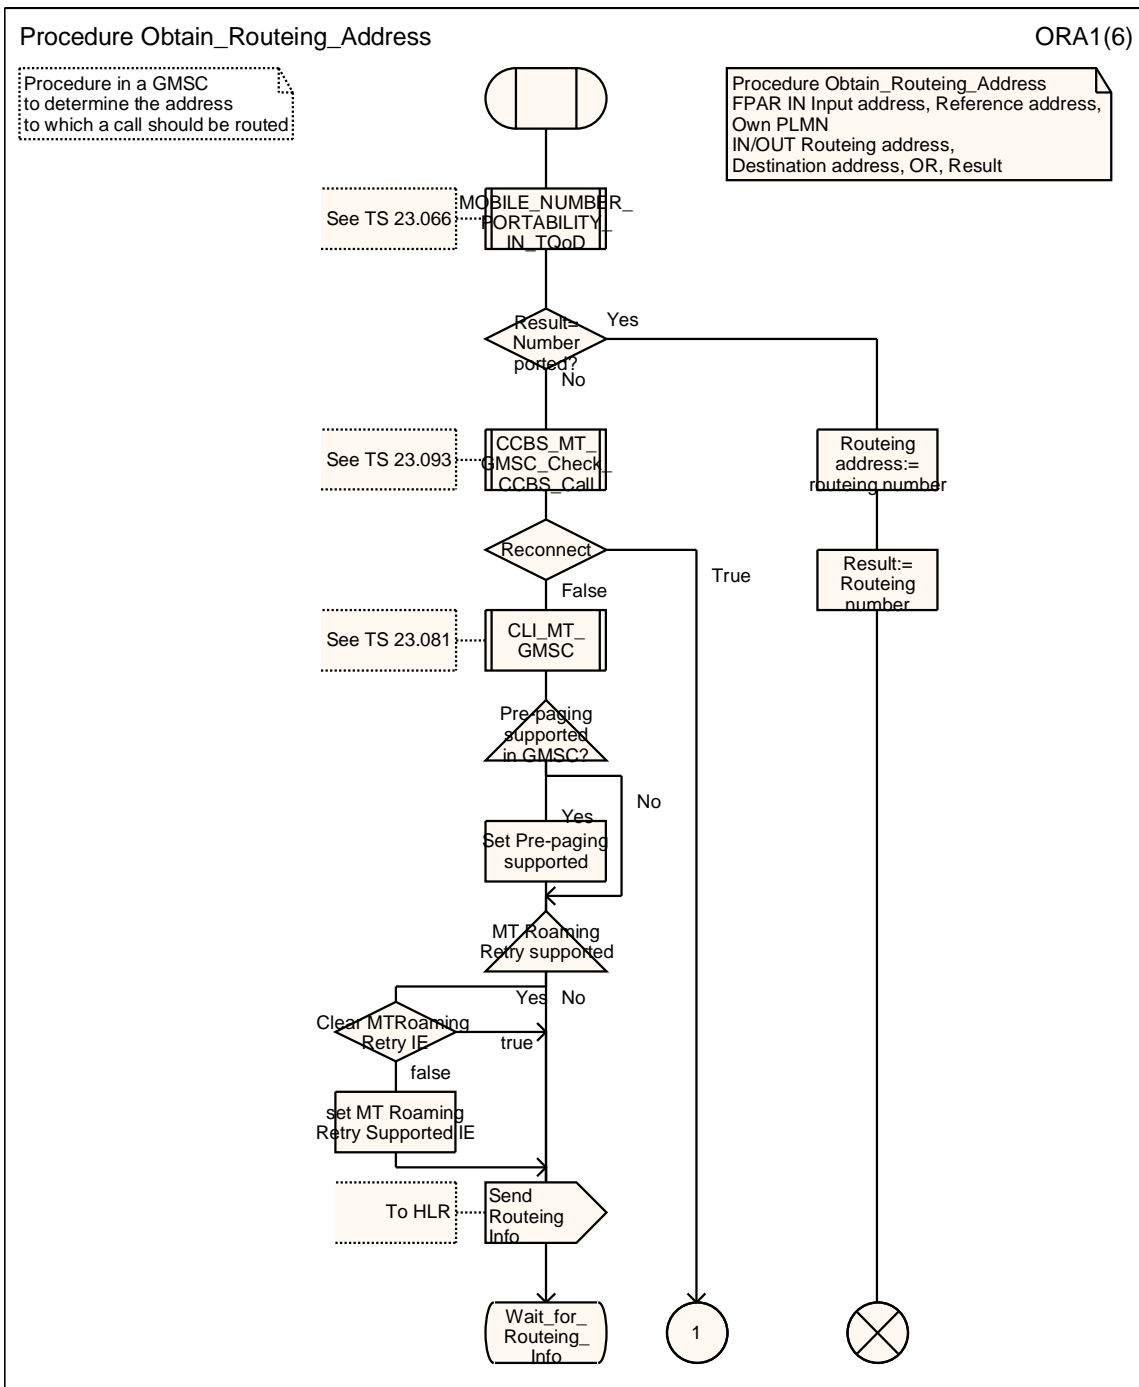 Procedure Obtain_Routeing_Address
ORA1(6)
Procedure in a GMSC
to determine the address
to which a call should be routed
Procedure Obtain_Routeing_Address
FPAR IN Input address, Reference address,
Own PLMN
IN/OUT Routeing address,
Destination address, OR, Result
See TS 23.066
MOBILE_NUMBER_
PORTABILITY_
IN_TQoD
Result=
Number
ported?
Yes
No
See TS 23.093
CCBS_MT_
GMSC_Check_
CCBS_Call
Routeing
address:=
routeing number
Reconnect
True
False
Result:=
Routeing
number
See TS 23.081
CLI_MT_
GMSC
Pre-paging
supported
in GMSC?
No
Yes
Set Pre-paging
supported
MT Roaming
Retry supported
Yes
No
Clear MTRoaming
Retry IE
true
false
set MT Roaming
Retry Supported IE
To HLR
Send
Routeing
Info
Wait_for_
Routeing_
Info
1